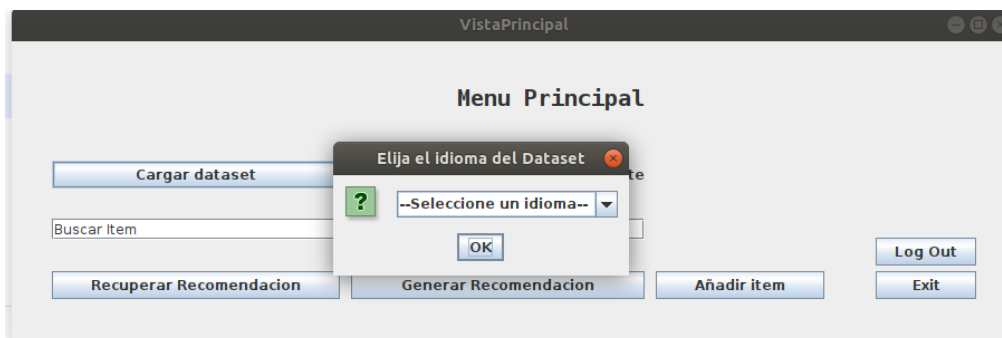 VistaPrincipal
Menu Principal
Elija el idioma del Dataset
Cargar dataset
te
?
--Seleccione un idioma--
Buscar Item
OK
Log Out
Recuperar Recomendacion
Generar Recomendacion
Añadir item
Exit